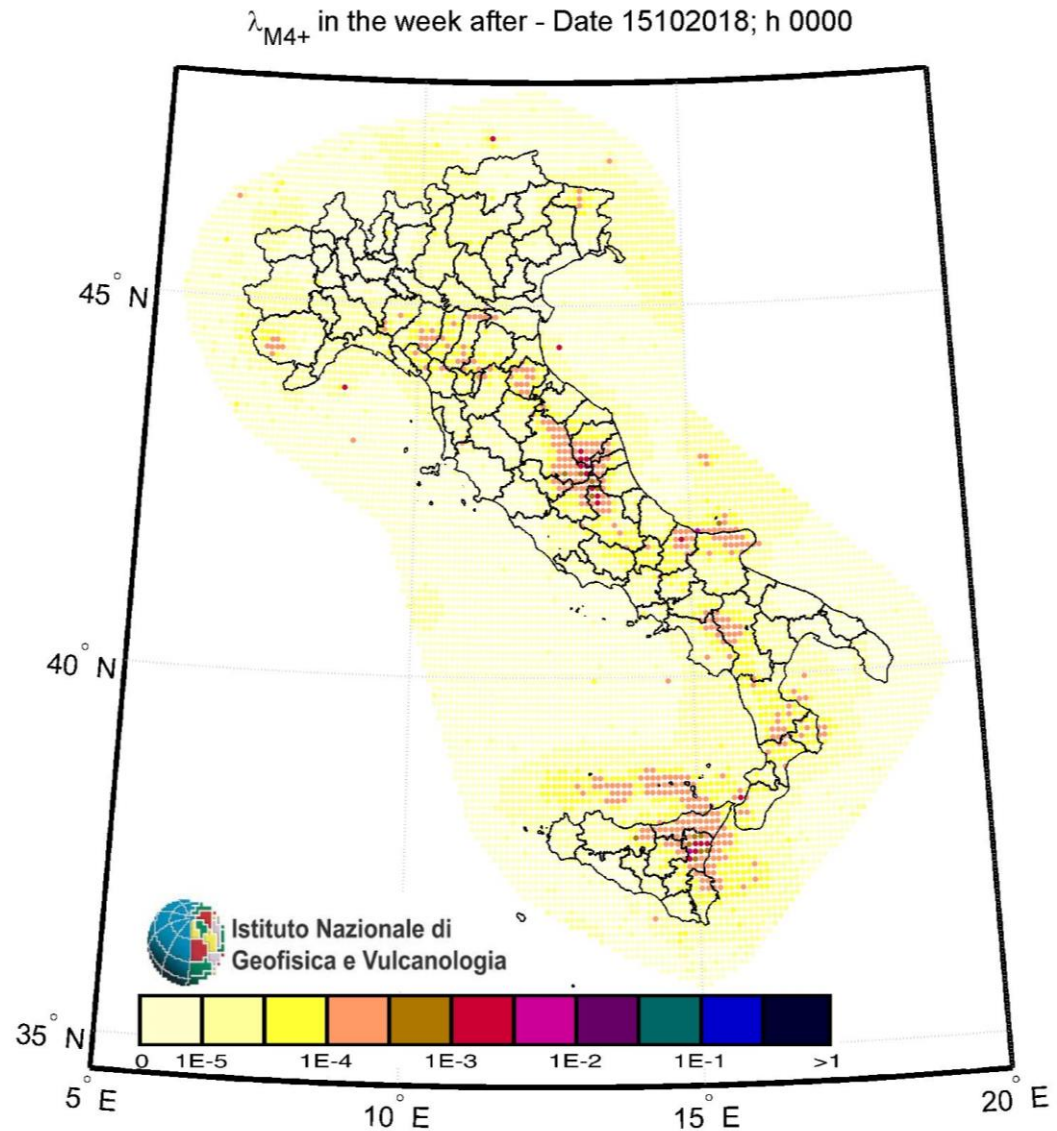 λM4+ in the week after - Date 15102018; h 0000
45° N
40° N
Istituto Nazionale di
Geofisica e Vulcanologia
0 1E-5 1E-4 1E-3 1E-2 1E-1 >1
35° N
5° E 10° E 15° E 20° E